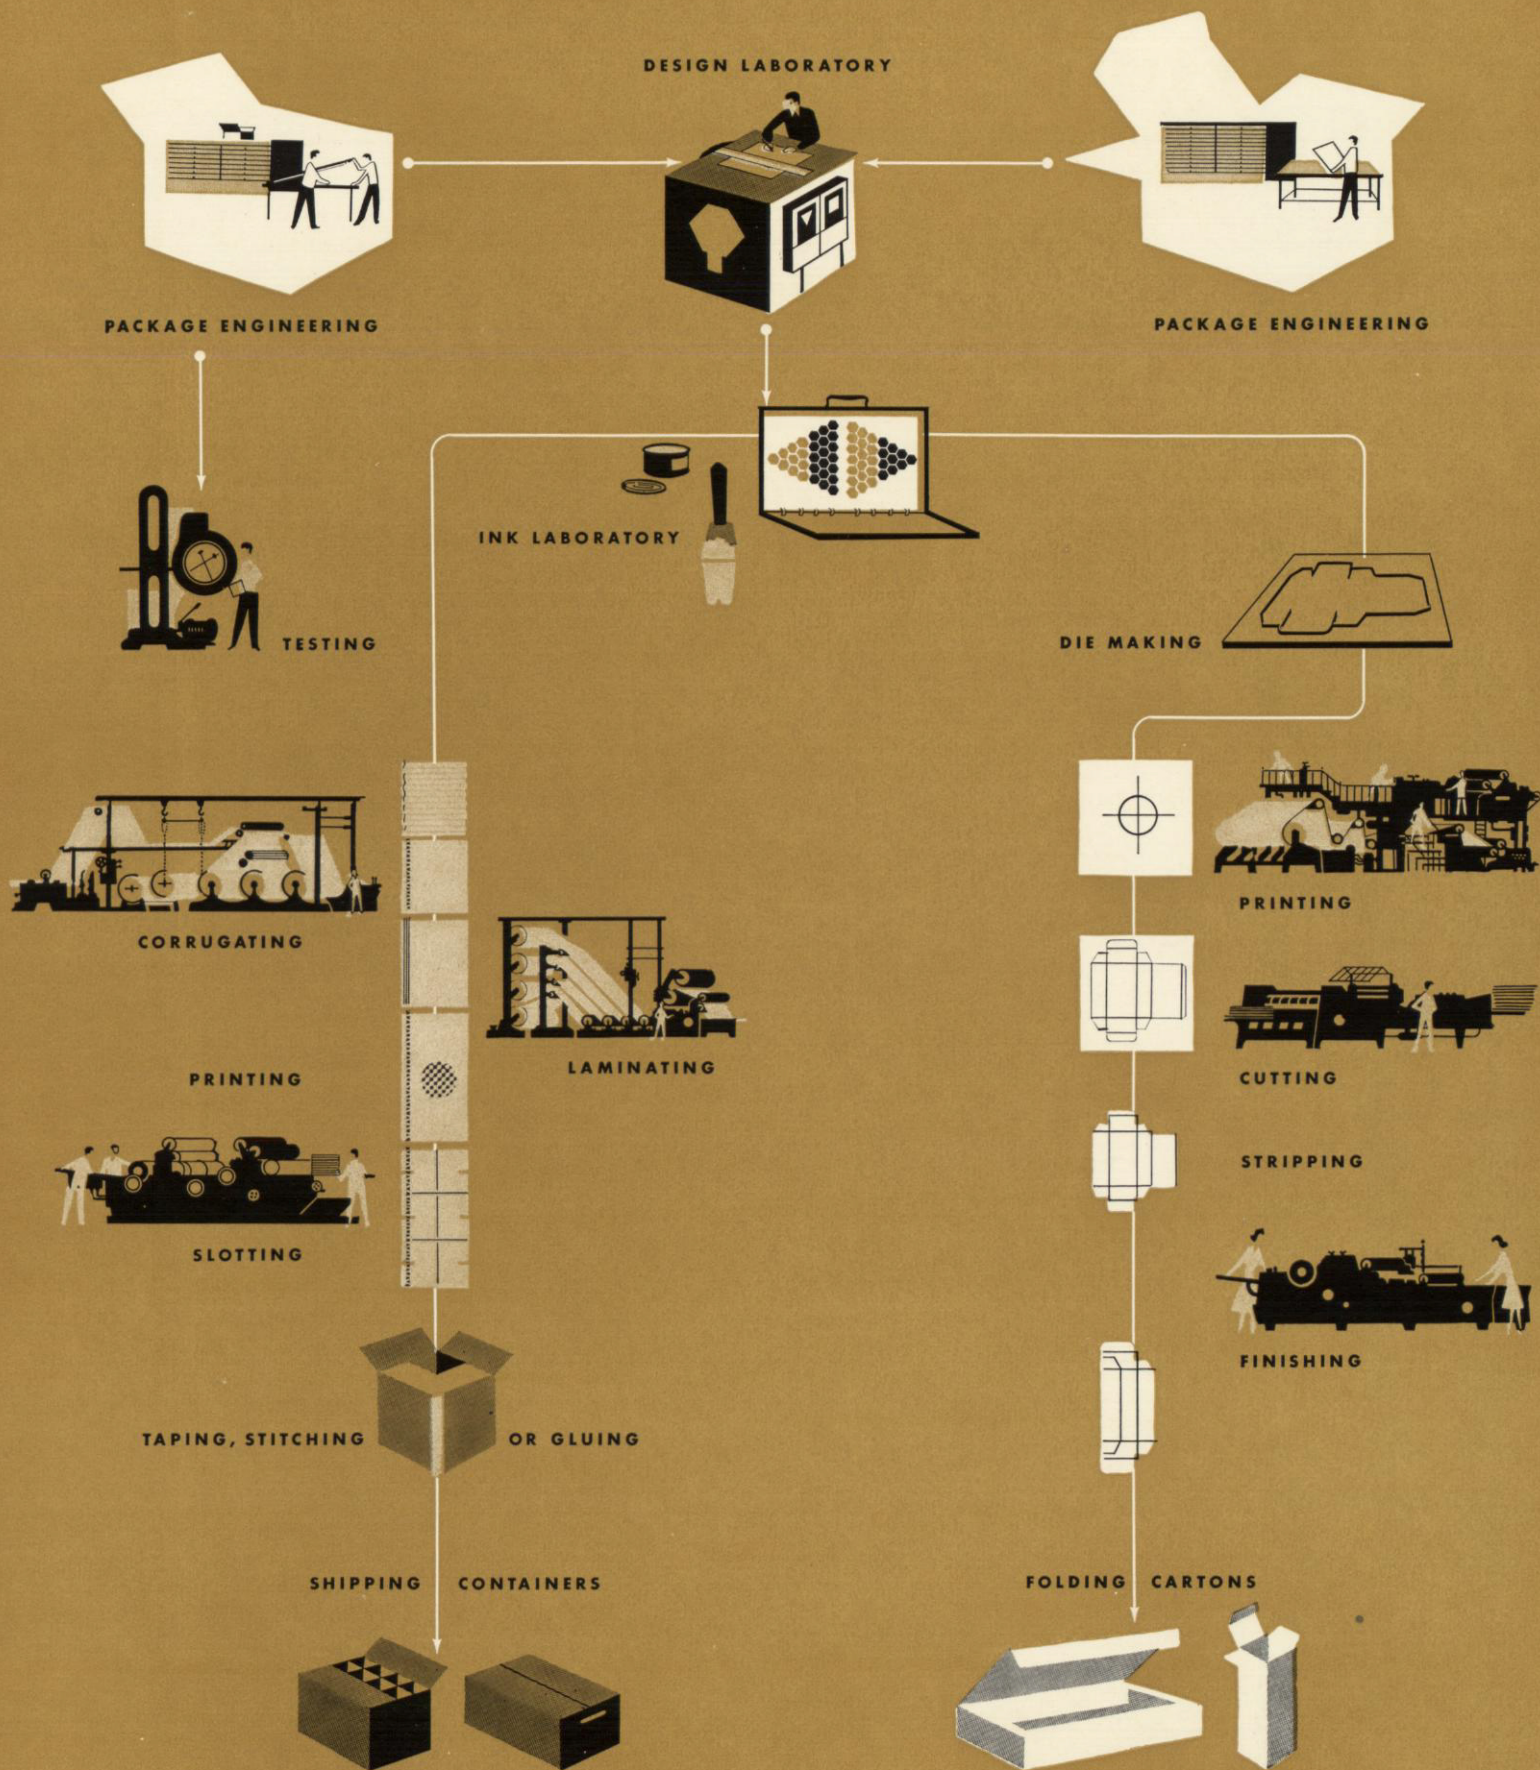 DESIGN LABORATORY
PACKAGE ENGINEERING
PACKAGE ENGINEERING
INK LABORATORY
TESTING
DIE MAKING
PRINTING
CORRUGATING
LAMINATING
PRINTING
CUTTING
STRIPPING
SLOTTING
FINISHING
TAPING, STITCHING OR GLUING
SHIPPING CONTAINERS
FOLDING CARTONS